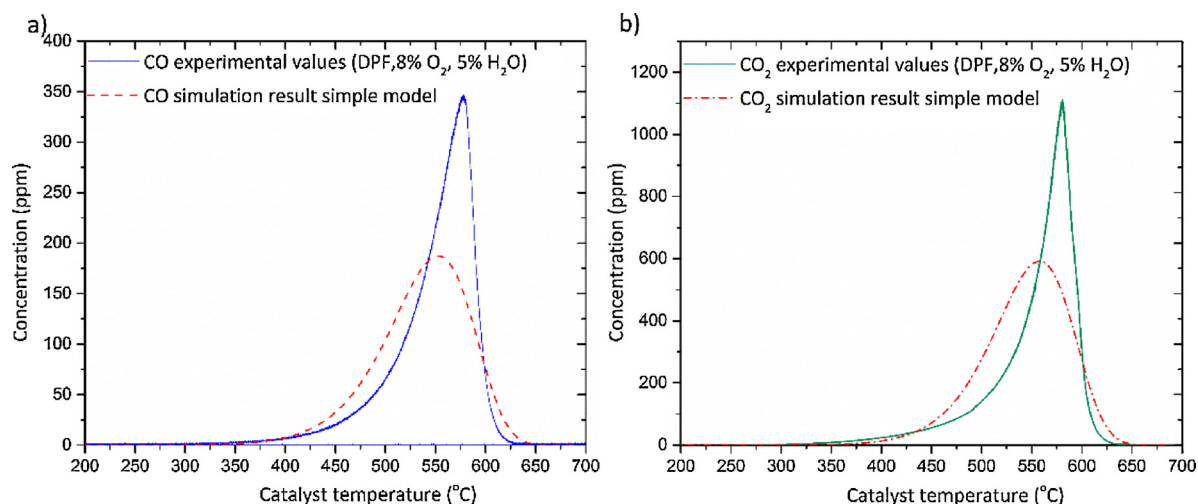 a)
400
350
300
250
200
150
100
50
0
CO experimental values (DPF,8% O₂, 5% H₂O)
CO simulation result simple model
Concentration (ppm)
200 250 300 350 400 450 500 550 600 650 700
Catalyst temperature (°C)
b)
1200
1000
800
600
400
200
0
CO₂ experimental values (DPF,8% O₂, 5% H₂O)
CO₂ simulation result simple model
Concentration (ppm)
200 250 300 350 400 450 500 550 600 650 700
Catalyst temperature (°C)